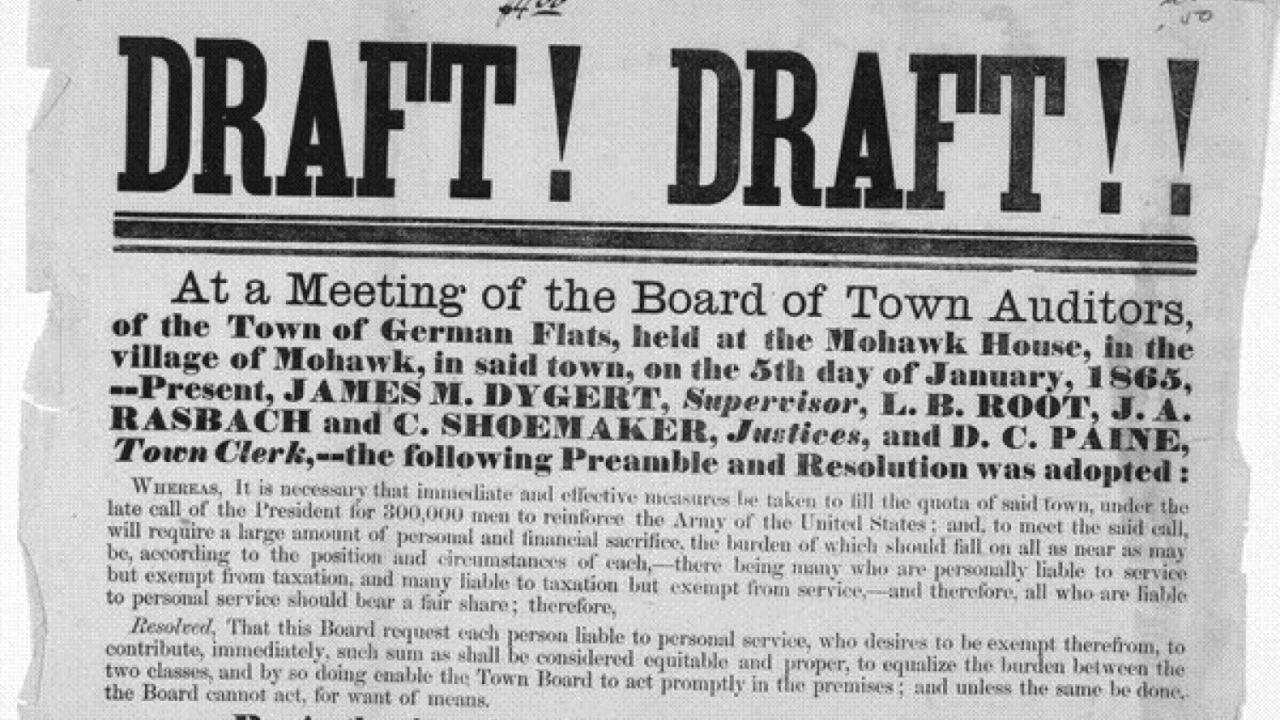 $4.00
50
DRAFT! DRAFT!!
At a Meeting of the Board of Town Auditors,
of the Town of German Flats, held at the Mohawk House, in the
village of Mohawk, in said town, on the 5th day of January, 1865,
--Present, JAMES M. DYGERT, Supervisor, L. B. ROOT, J. A.
RASBACH and C. SHOEMAKER, Justices, and D. C. PAINE,
Town Clerk,--the following Preamble and Resolution was adopted:
WHEREAS, It is necessary that immediate and effective measures be taken to fill the quota of said town, under the
late call of the President for 300,000 men to reinforce the Army of the United States; and, to meet the said call,
will require a large amount of personal and financial sacrifice, the burden of which should fall on all as near as may
be, according to the position and circumstances of each,—there being many who are personally liable to service
but exempt from taxation, and many liable to taxation but exempt from service,—and therefore, all who are liable
to personal service should bear a fair share; therefore,
Resolved, That this Board request each person liable to personal service, who desires to be exempt therefrom, to
contribute, immediately, such sum as shall be considered equitable and proper, to equalize the burden between the
two classes, and by so doing enable the Town Board to act promptly in the premises; and unless the same be done,
the Board cannot act, for want of means.